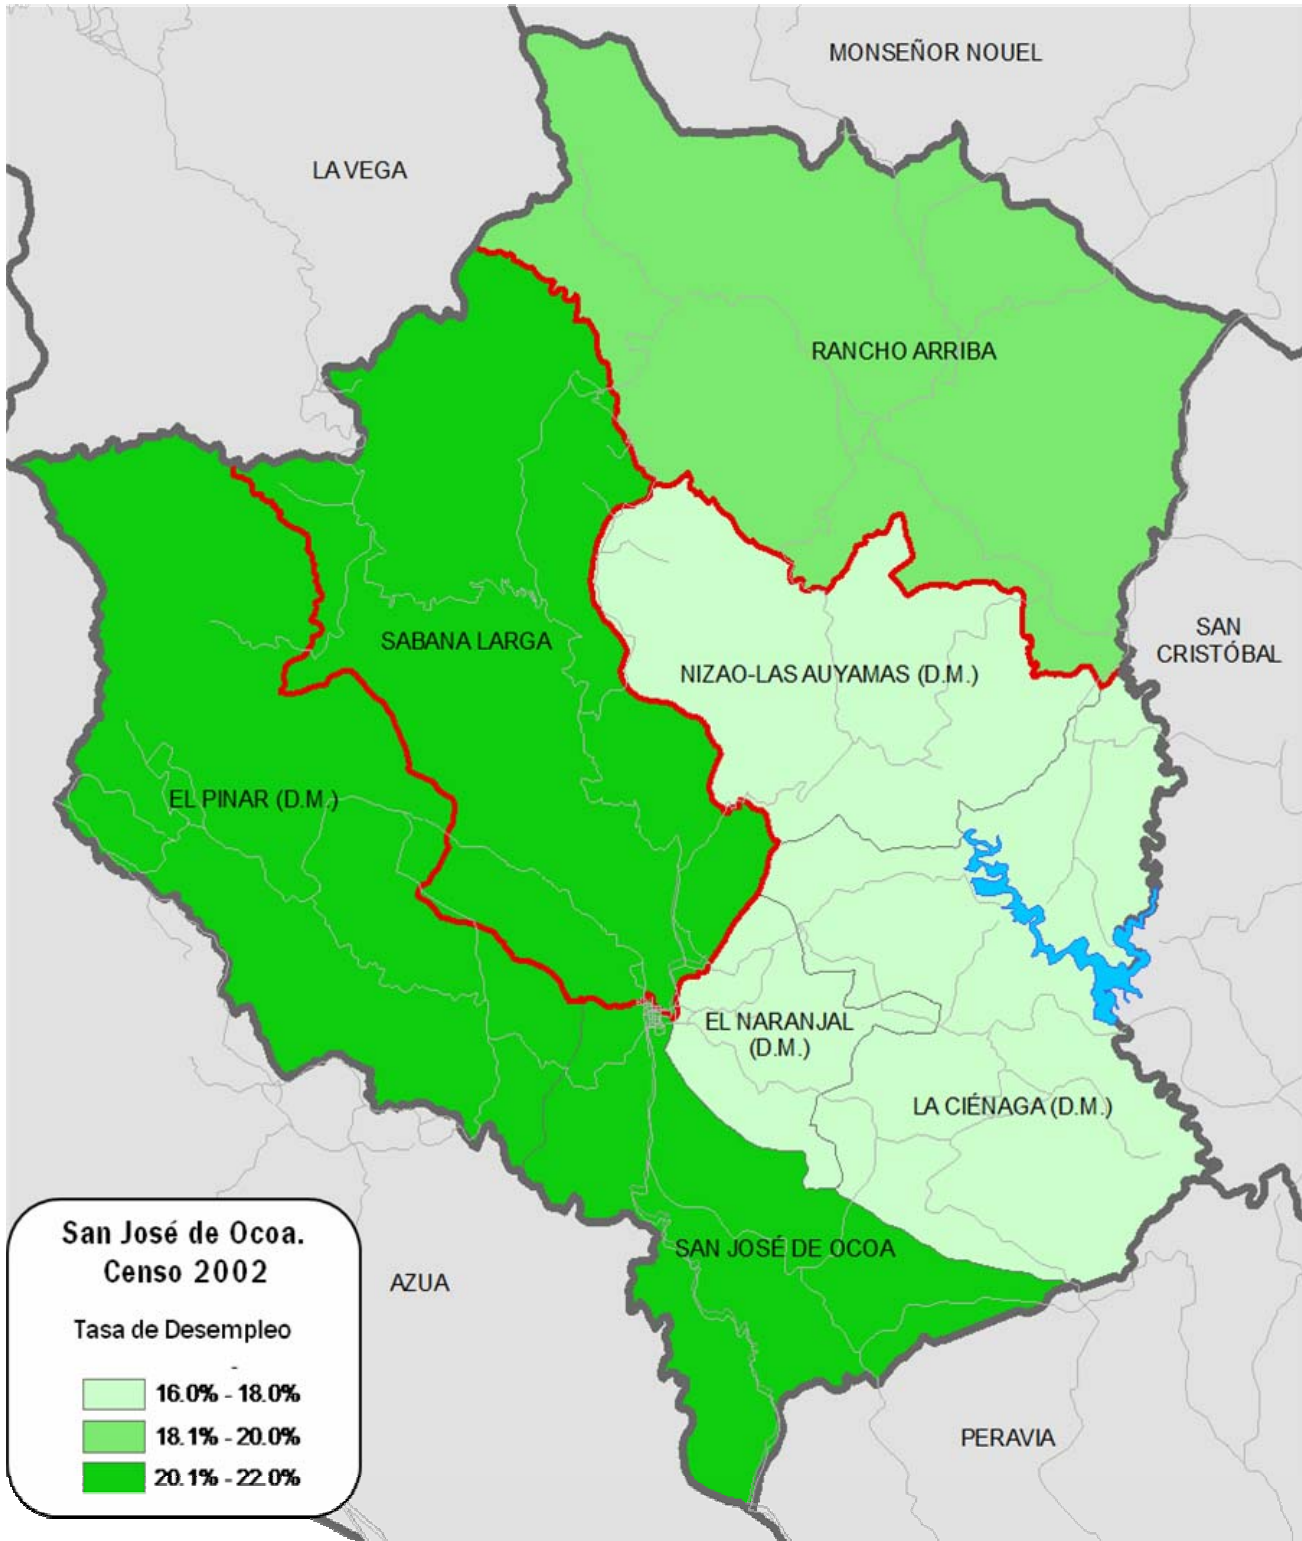 MONSEÑOR NOUEL
LA VEGA
RANCHO ARRIBA
SAN
CRISTÓBAL
SABANA LARGA
NIZAO-LAS AUYAMAS (D.M.)
EL PINAR (D.M.)
EL NARANJAL
(D.M.)
LA CIÉNAGA (D.M.)
SAN JOSÉ DE OCOA
AZUA
PERAVIA
San José de Ocoa.
Censo 2002
Tasa de Desempleo
-
16.0% - 18.0%
18.1% - 20.0%
20.1% - 22.0%